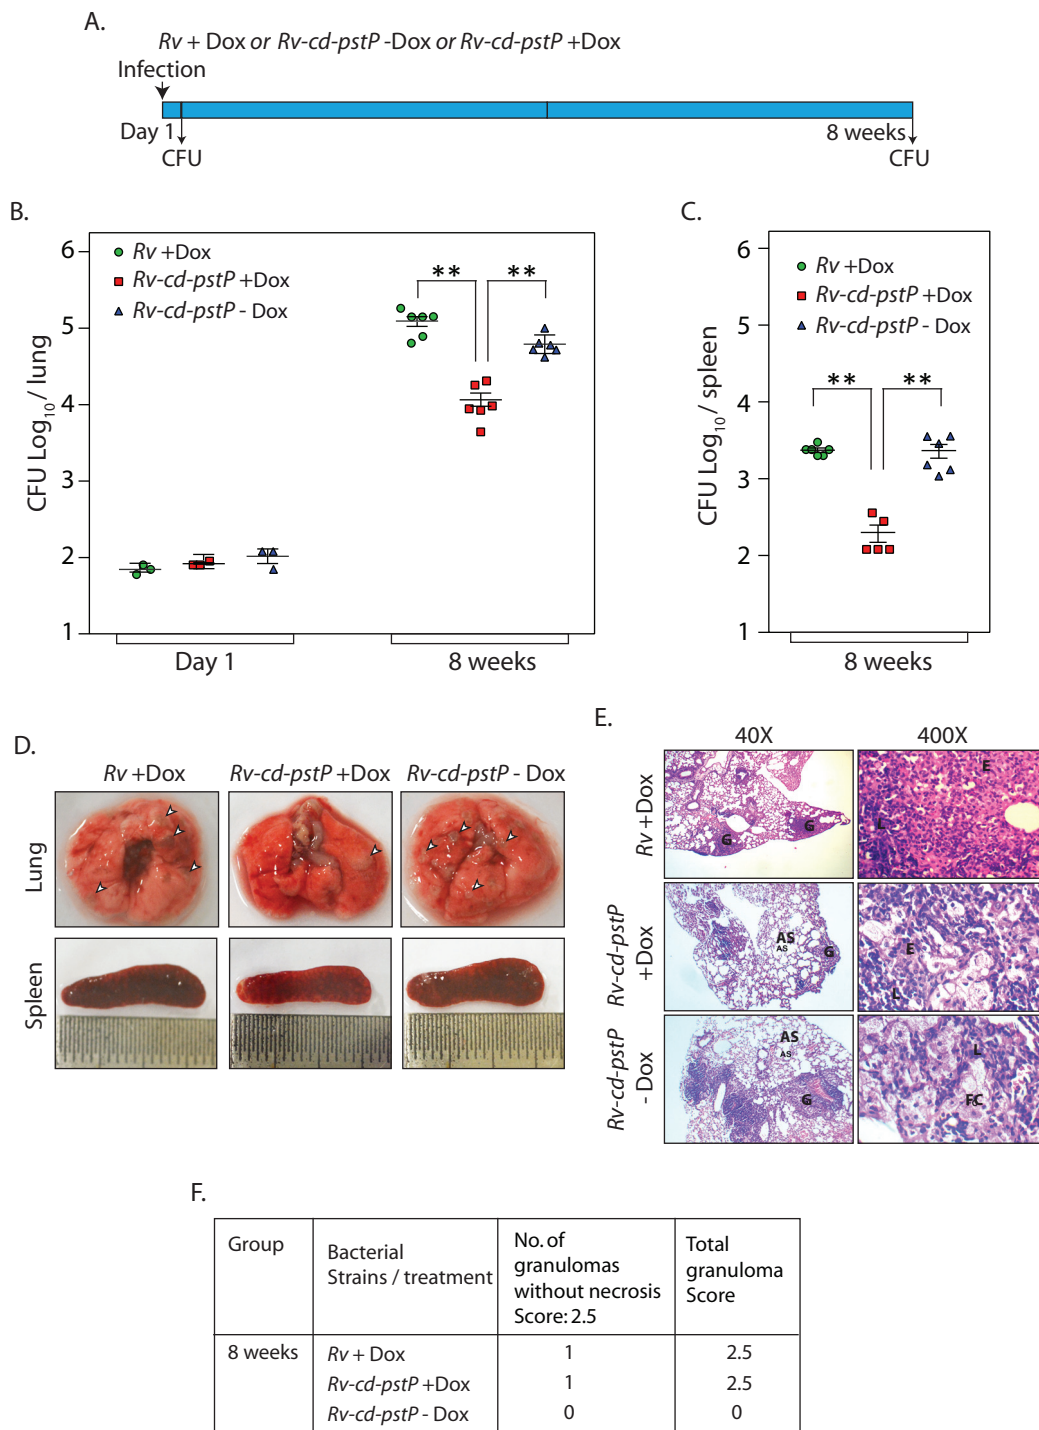 A.
Rv + Dox or Rv-cd-pstP -Dox or Rv-cd-pstP +Dox
Infection
Day 1
8 weeks
CFU
CFU
B.
CFU Log10 / lung
6
5
4
3
2
1
Rv +Dox
Rv-cd-pstP +Dox
Rv-cd-pstP - Dox
**
**
Day 1
8 weeks
C.
CFU Log10 / spleen
6
5
4
3
2
1
Rv +Dox
Rv-cd-pstP +Dox
Rv-cd-pstP - Dox
**
**
8 weeks
D.
Rv +Dox
Rv-cd-pstP +Dox
Rv-cd-pstP - Dox
Lung
Spleen
E.
40X
400X
Rv +Dox
G
G
E
L
Rv-cd-pstP
+Dox
AS
AS
G
E
L
Rv-cd-pstP
- Dox
AS
AS
G
L
FC
F.
Group
Bacterial
Strains / treatment
No. of
granulomas
without necrosis
Score: 2.5
Total
granuloma
Score
8 weeks
Rv + Dox
1
2.5
Rv-cd-pstP +Dox
1
2.5
Rv-cd-pstP - Dox
0
0